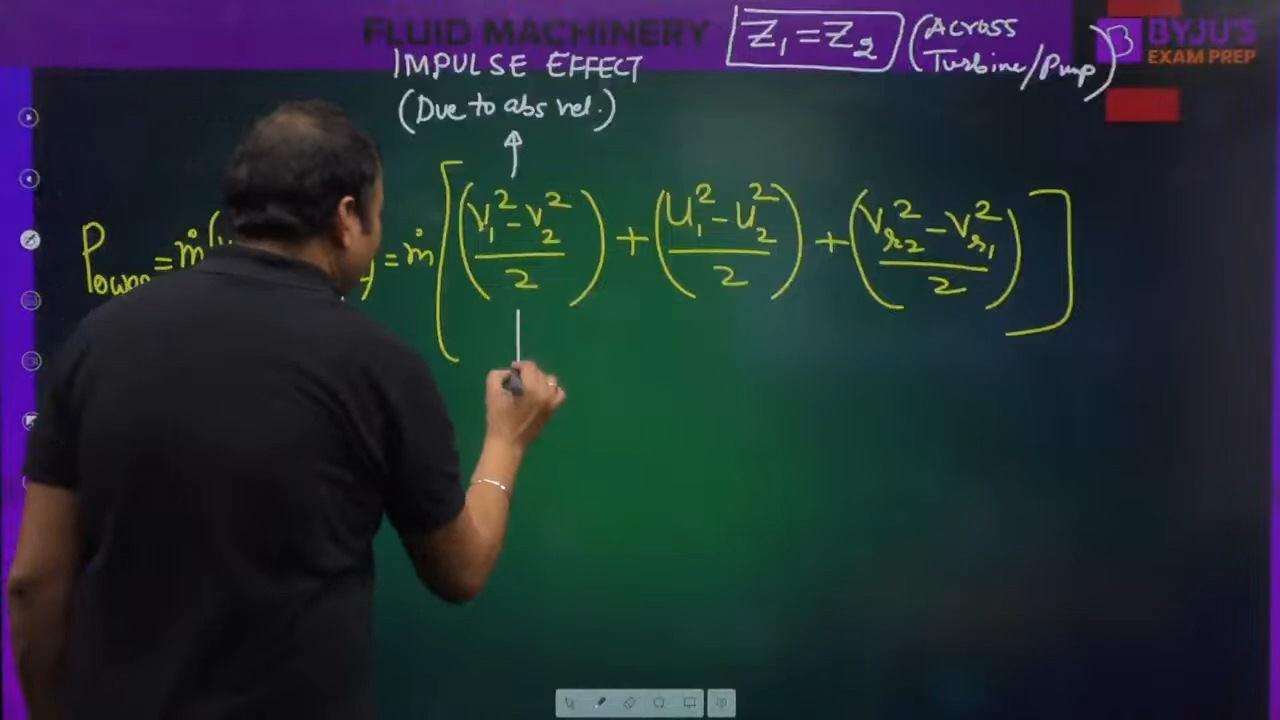 FLUID MACHINERY
Z₁ = Z₂ (Across Turbine/Pump)
BYJU'S
EXAM PREP
IMPULSE EFFECT
(Due to abs vel.)
Power = ṁ( ) = ṁ [ ((V₁² - V₂²)/2) + ((U₁² - U₂²)/2) + ((Vr₂² - Vr₁²)/2) ]